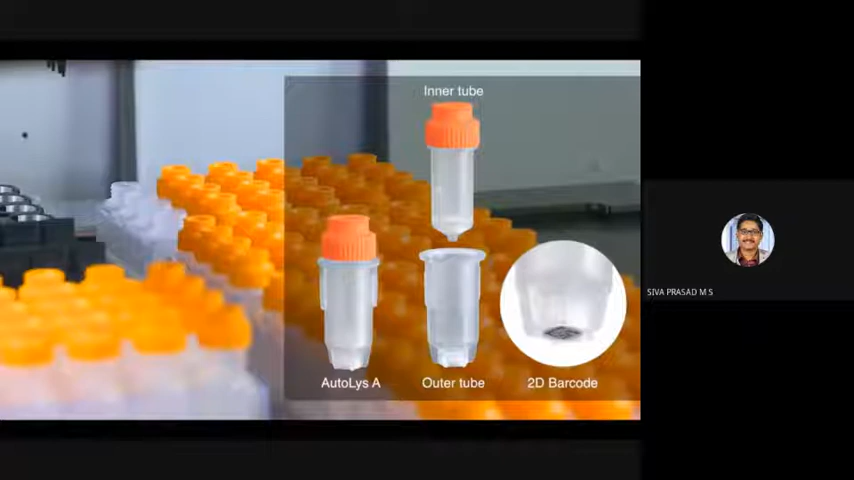 Inner tube
AutoLys A
Outer tube
2D Barcode
SIVA PRASAD M S